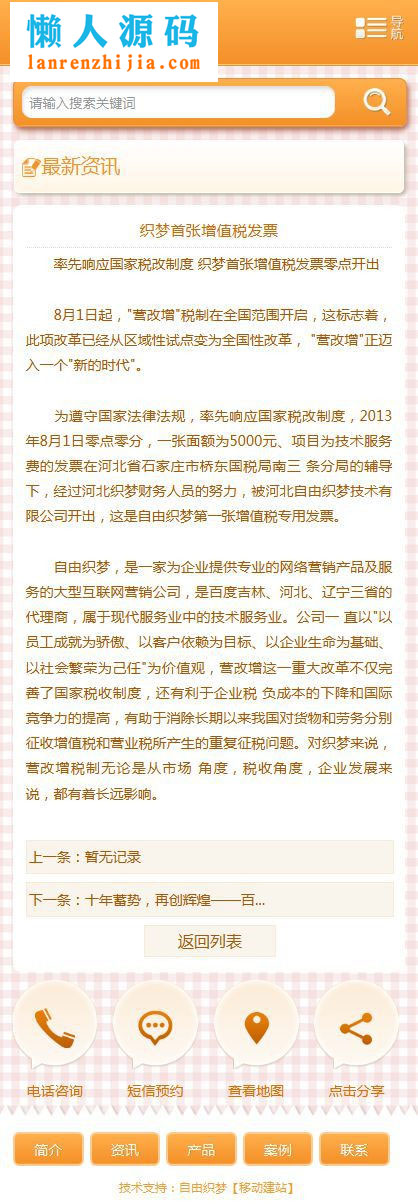 懒人源码
lanrenzhijia.com
导航
请输入搜索关键词
最新资讯
织梦首张增值税发票
率先响应国家税改制度 织梦首张增值税发票零点开出
8月1日起，"营改增"税制在全国范围开启，这标志着，
此项改革已经从区域性试点变为全国性改革， "营改增"正迈
入一个"新的时代"。
为遵守国家法律法规，率先响应国家税改制度，2013
年8月1日零点零分，一张面额为5000元、项目为技术服务
费的发票在河北省石家庄市桥东国税局南三 条分局的辅导
下，经过河北织梦财务人员的努力，被河北自由织梦技术有
限公司开出，这是自由织梦第一张增值税专用发票。
自由织梦，是一家为企业提供专业的网络营销产品及服
务的大型互联网营销公司，是百度吉林、河北、辽宁三省的
代理商，属于现代服务业中的技术服务业。公司一 直以"以
员工成就为骄傲、以客户依赖为目标、以企业生命为基础、
以社会繁荣为己任"为价值观，营改增这一重大改革不仅完
善了国家税收制度，还有利于企业税 负成本的下降和国际
竞争力的提高，有助于消除长期以来我国对货物和劳务分别
征收增值税和营业税所产生的重复征税问题。对织梦来说，
营改增税制无论是从市场 角度，税收角度，企业发展来
说，都有着长远影响。
上一条：暂无记录
下一条：十年蓄势，再创辉煌——百...
返回列表
电话咨询 短信预约 查看地图 点击分享
简介 资讯 产品 案例 联系
技术支持：自由织梦【移动建站】